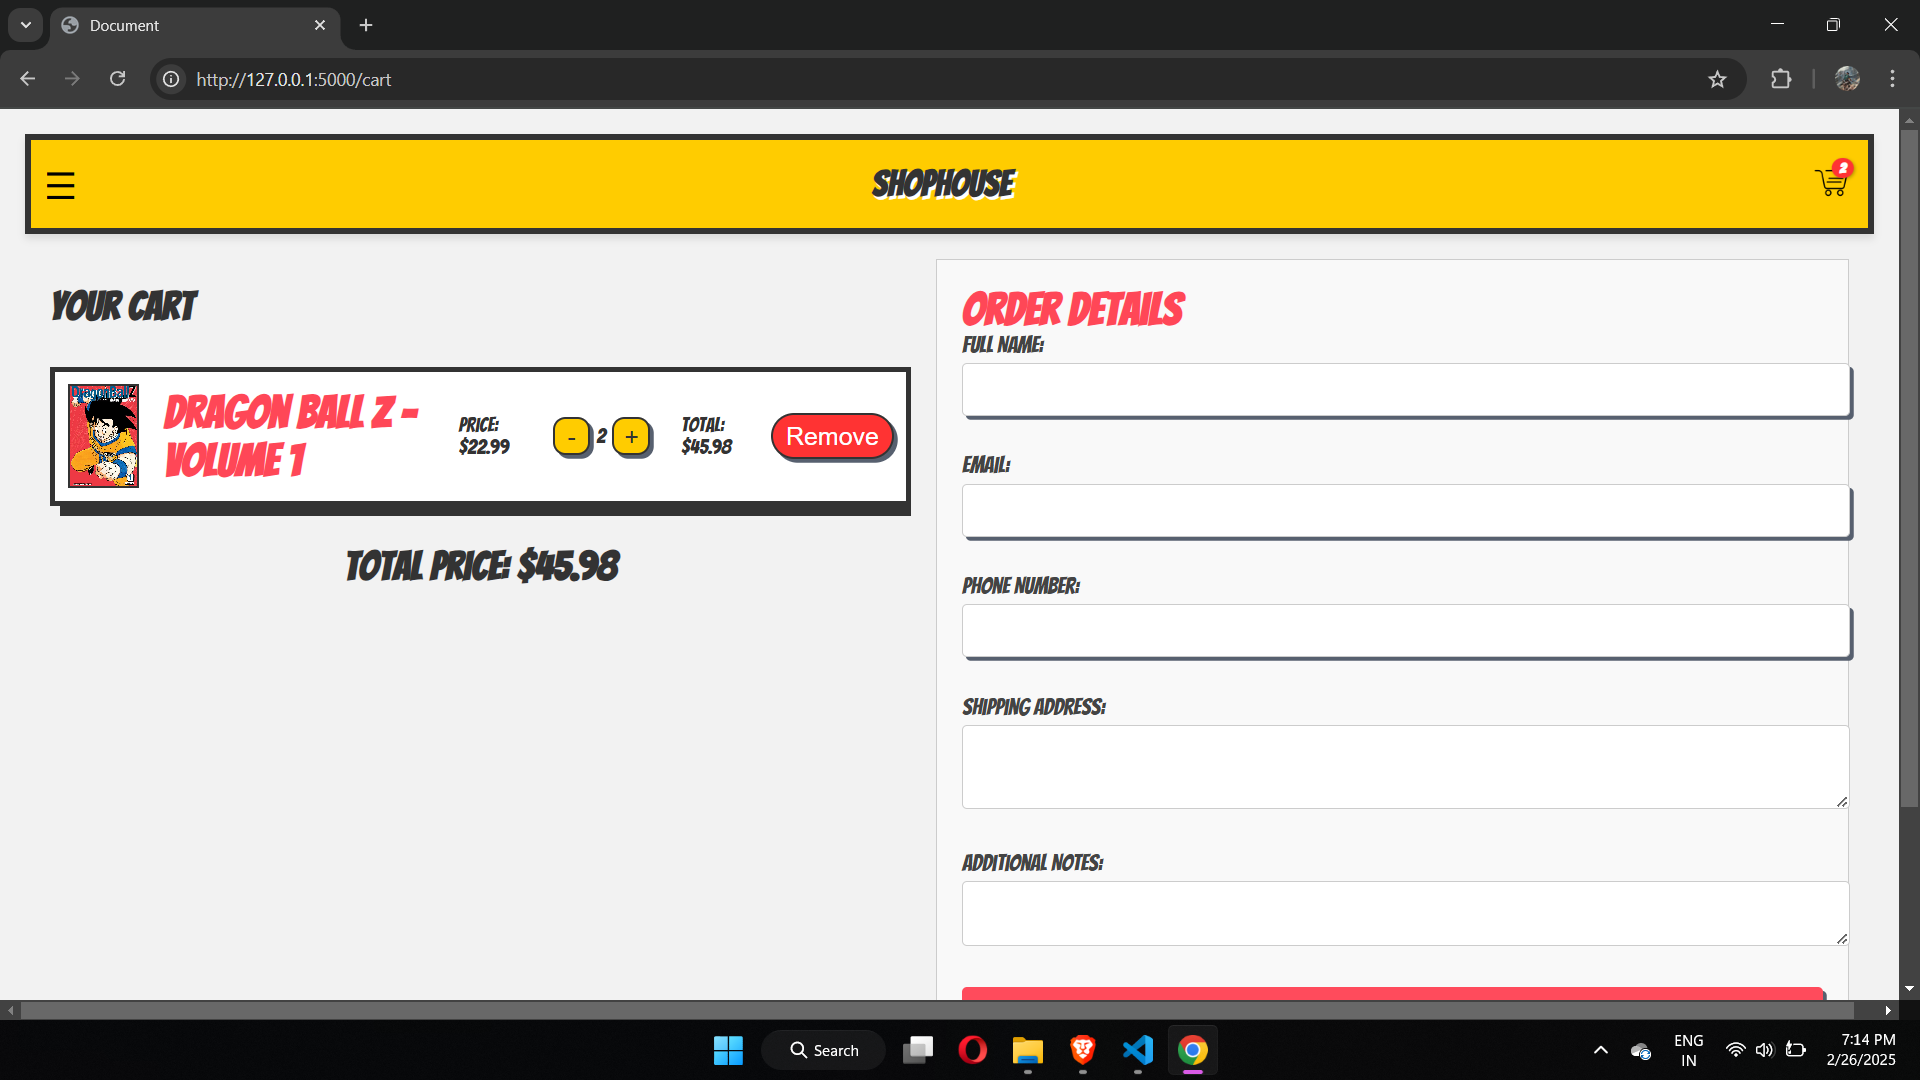 Document
http://127.0.0.1:5000/cart
SHOPHOUSE
2
YOUR CART
DragonBall Z
DRAGON BALL Z -
VOLUME 1
PRICE:
$22.99
- 2 +
TOTAL:
$45.98
Remove
TOTAL PRICE: $45.98
ORDER DETAILS
FULL NAME:
EMAIL:
PHONE NUMBER:
SHIPPING ADDRESS:
ADDITIONAL NOTES:
Search
ENG
IN
7:14 PM
2/26/2025